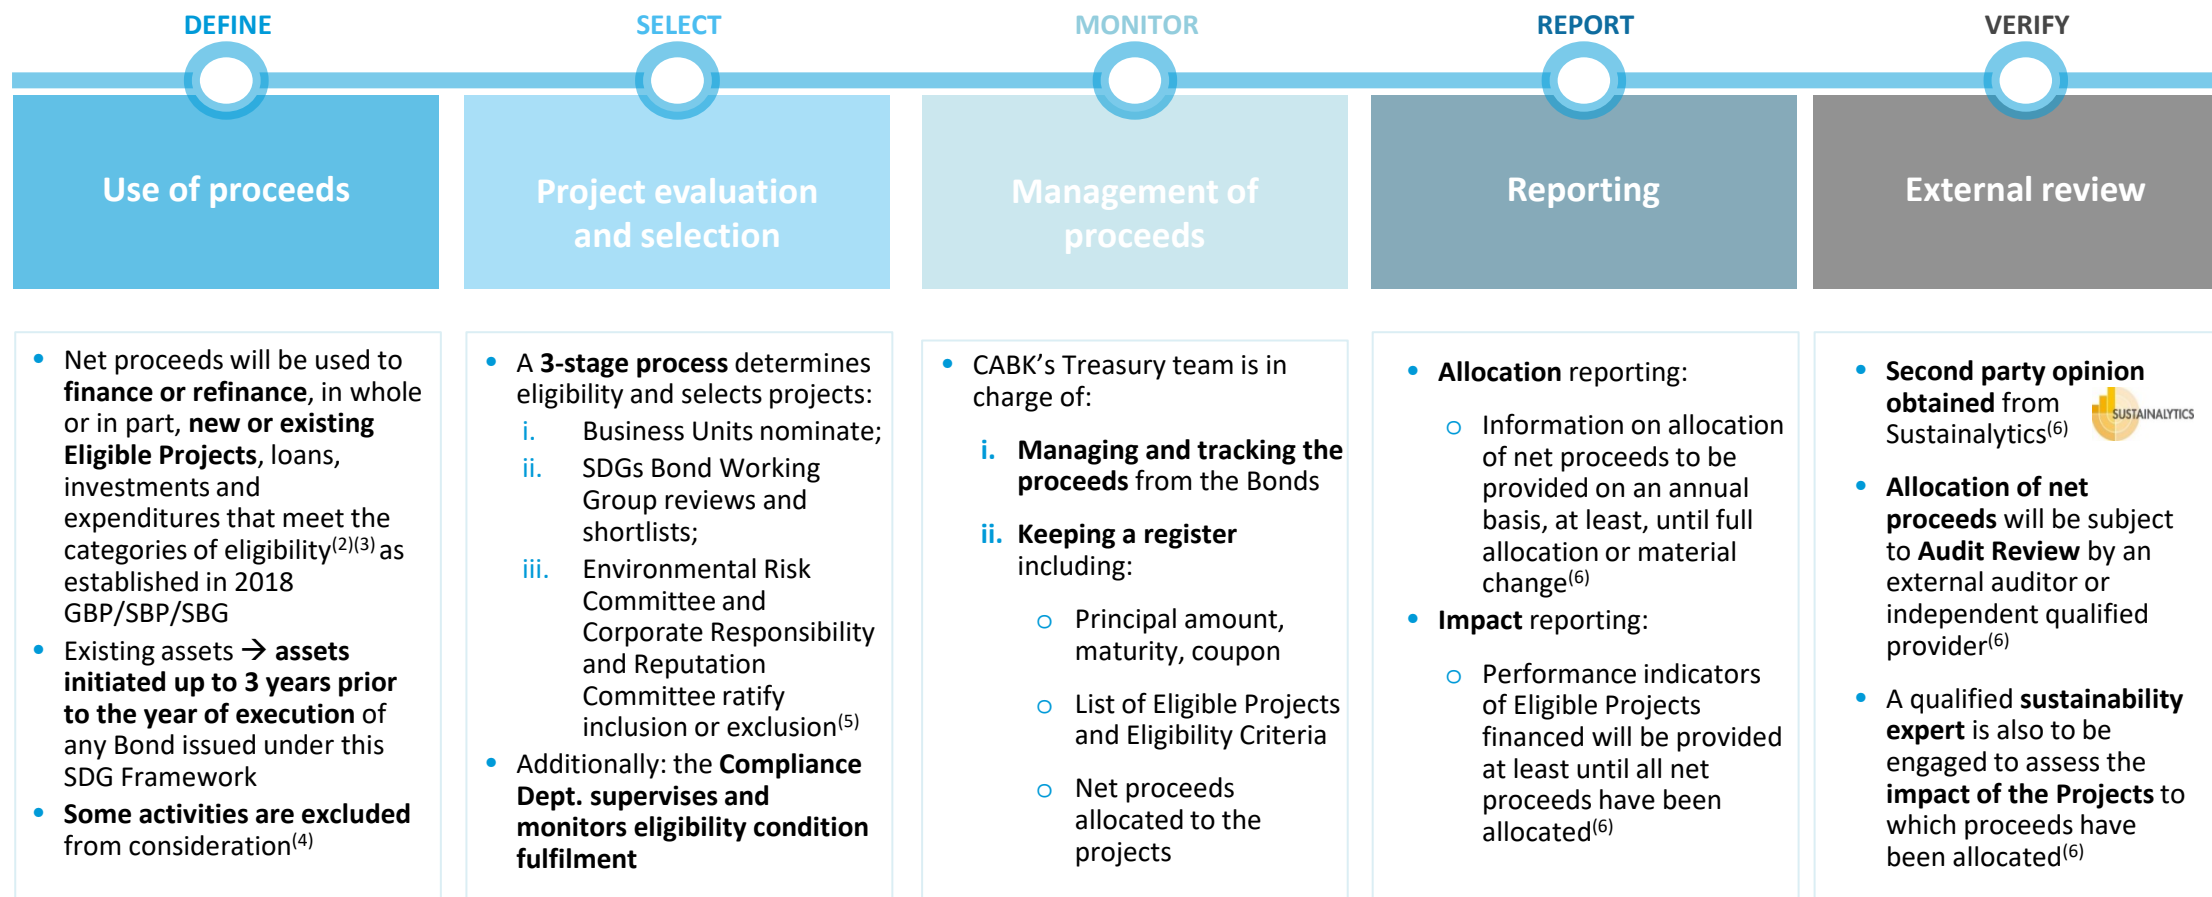 DEFINE
SELECT
MONITOR
REPORT
VERIFY
Use of proceeds
Project evaluation
and selection
Management of
proceeds
Reporting
External review
• Net proceeds will be used to
finance or refinance, in whole
or in part, new or existing
Eligible Projects, loans,
investments and
expenditures that meet the
categories of eligibility(2)(3) as
established in 2018
GBP/SBP/SBG
• Existing assets → assets
initiated up to 3 years prior
to the year of execution of
any Bond issued under this
SDG Framework
• Some activities are excluded
from consideration(4)
• A 3-stage process determines
eligibility and selects projects:
i. Business Units nominate;
ii. SDGs Bond Working
Group reviews and
shortlists;
iii. Environmental Risk
Committee and
Corporate Responsibility
and Reputation
Committee ratify
inclusion or exclusion(5)
• Additionally: the Compliance
Dept. supervises and
monitors eligibility condition
fulfilment
• CABK's Treasury team is in
charge of:
i. Managing and tracking the
proceeds from the Bonds
ii. Keeping a register
including:
o Principal amount,
maturity, coupon
o List of Eligible Projects
and Eligibility Criteria
o Net proceeds
allocated to the
projects
• Allocation reporting:
o Information on allocation
of net proceeds to be
provided on an annual
basis, at least, until full
allocation or material
change(6)
• Impact reporting:
o Performance indicators
of Eligible Projects
financed will be provided
at least until all net
proceeds have been
allocated(6)
• Second party opinion
obtained from
Sustainalytics(6)
SUSTAINALYTICS
• Allocation of net
proceeds will be subject
to Audit Review by an
external auditor or
independent qualified
provider(6)
• A qualified sustainability
expert is also to be
engaged to assess the
impact of the Projects to
which proceeds have
been allocated(6)